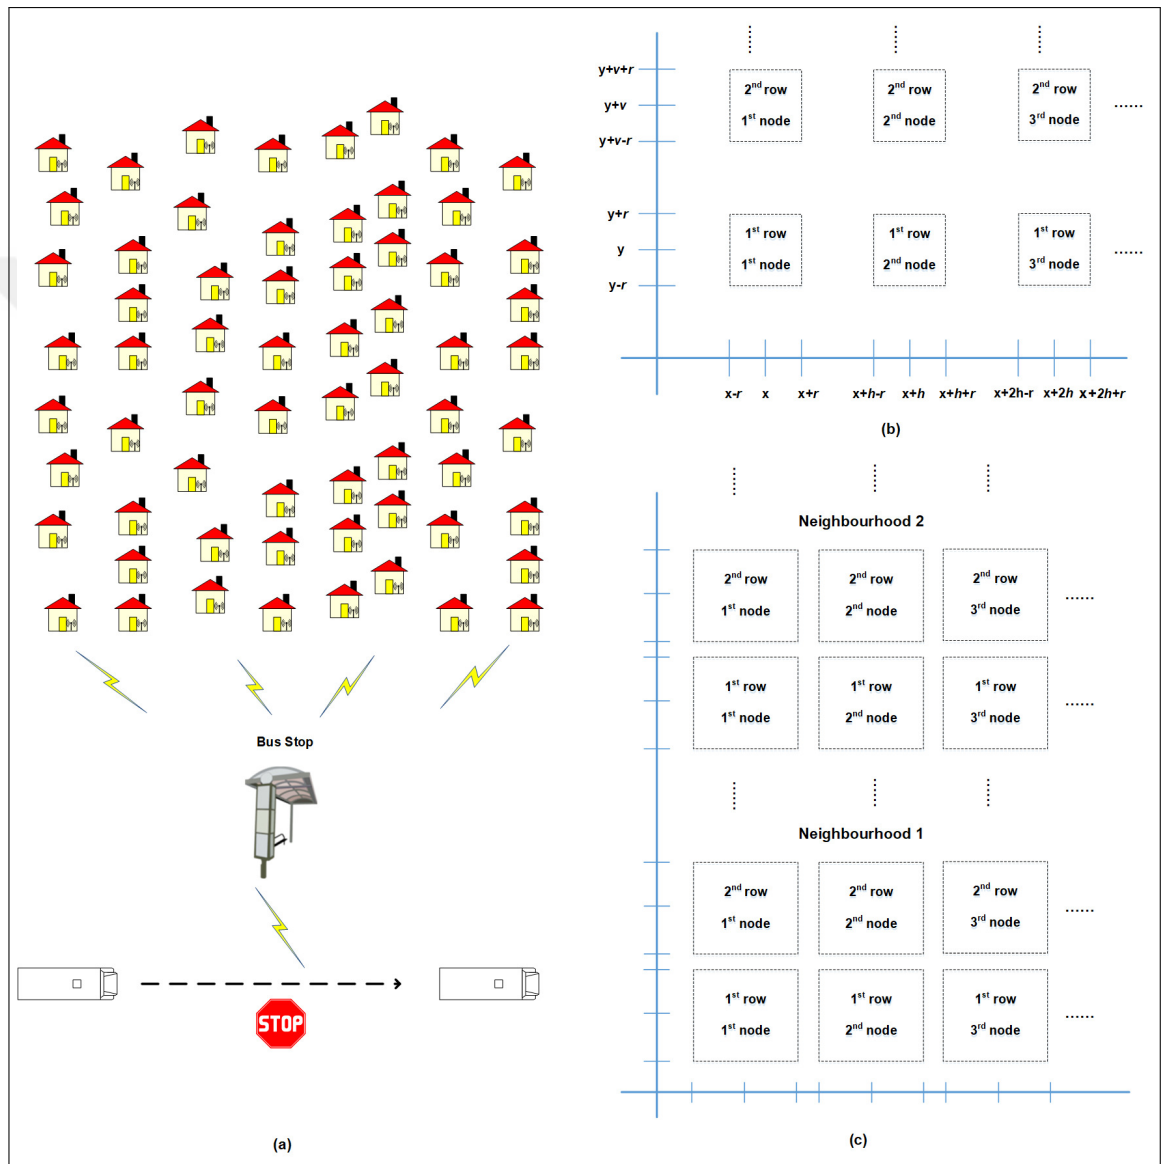 Bus Stop
STOP
(a)
y+v+r
y+v
y+v-r
y+r
y
y-r
2nd row
1st node
2nd row
2nd node
2nd row
3rd node
1st row
1st node
1st row
2nd node
1st row
3rd node
x-r
x
x+r
x+h-r
x+h
x+h+r
x+2h-r
x+2h
x+2h+r
(b)
Neighbourhood 2
2nd row
1st node
2nd row
2nd node
2nd row
3rd node
1st row
1st node
1st row
2nd node
1st row
3rd node
Neighbourhood 1
2nd row
1st node
2nd row
2nd node
2nd row
3rd node
1st row
1st node
1st row
2nd node
1st row
3rd node
(c)